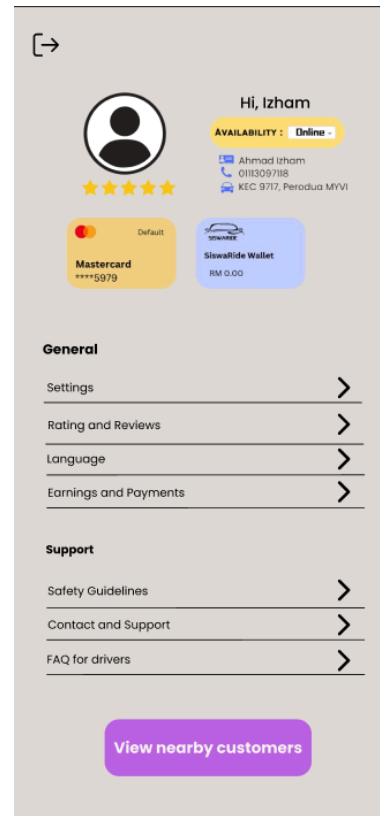 Hi, Izham
AVAILABILITY : Online
Ahmad Izham
01113097118
KEC 9717, Perodua MYVI
Default
Mastercard
****5979
SISWARIDE
SiswaRide Wallet
RM 0.00
General
Settings
Rating and Reviews
Language
Earnings and Payments
Support
Safety Guidelines
Contact and Support
FAQ for drivers
View nearby customers